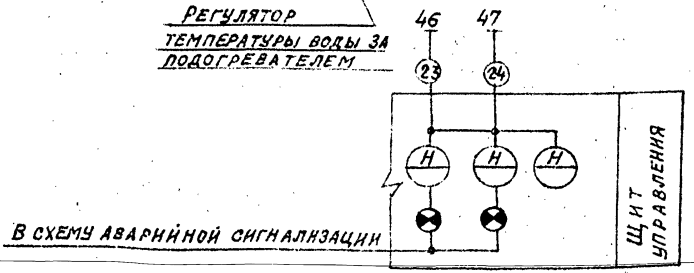 РЕГУЛЯТОР
ТЕМПЕРАТУРЫ ВОДЫ ЗА
ПОДОГРЕВАТЕЛЕМ
46 47
23 24
Н Н Н
В СХЕМУ АВАРИЙНОЙ СИГНАЛИЗАЦИИ
ЩИТ
УПРАВЛЕНИЯ